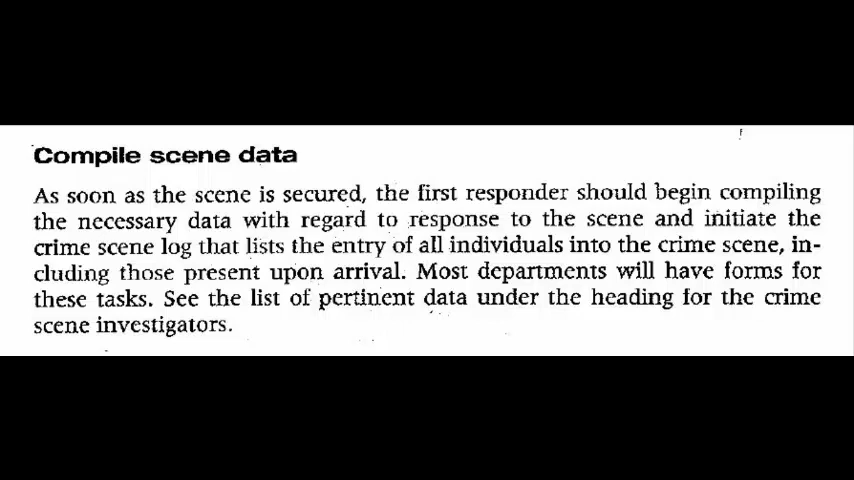 Compile scene data
As soon as the scene is secured, the first responder should begin compiling
the necessary data with regard to response to the scene and initiate the
crime scene log that lists the entry of all individuals into the crime scene, in-
cluding those present upon arrival. Most departments will have forms for
these tasks. See the list of pertinent data under the heading for the crime
scene investigators.